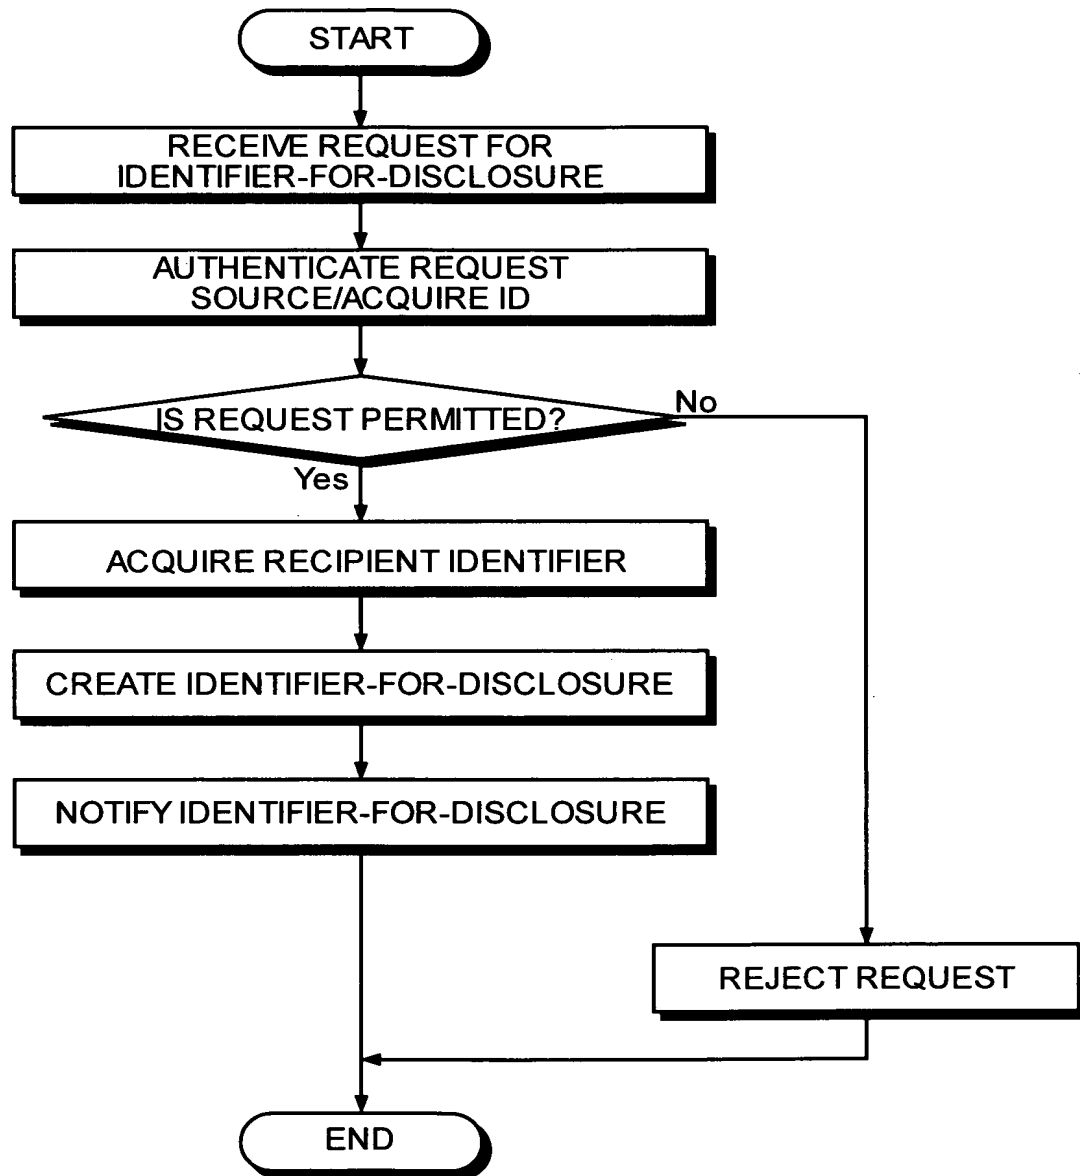 START
RECEIVE REQUEST FOR
IDENTIFIER-FOR-DISCLOSURE
AUTHENTICATE REQUEST
SOURCE/ACQUIRE ID
IS REQUEST PERMITTED?
No
Yes
ACQUIRE RECIPIENT IDENTIFIER
CREATE IDENTIFIER-FOR-DISCLOSURE
NOTIFY IDENTIFIER-FOR-DISCLOSURE
REJECT REQUEST
END